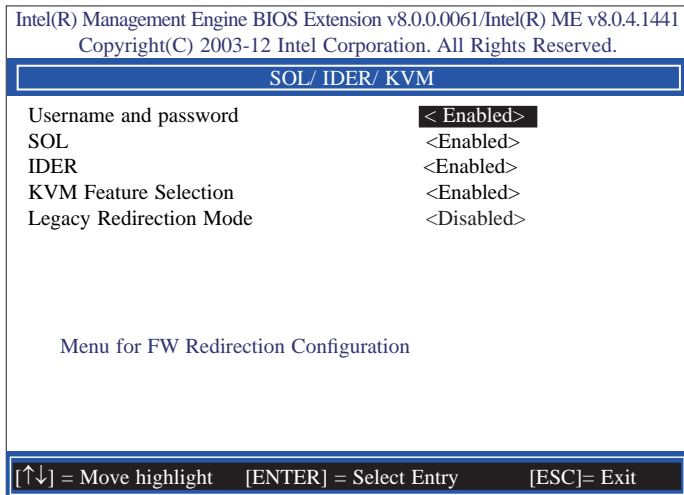 Intel(R) Management Engine BIOS Extension v8.0.0.0061/Intel(R) ME v8.0.4.1441
Copyright(C) 2003-12 Intel Corporation. All Rights Reserved.
SOL/ IDER/ KVM
Username and password < Enabled>
SOL <Enabled>
IDER <Enabled>
KVM Feature Selection <Enabled>
Legacy Redirection Mode <Disabled>
Menu for FW Redirection Configuration
[↑↓] = Move highlight [ENTER] = Select Entry [ESC]= Exit